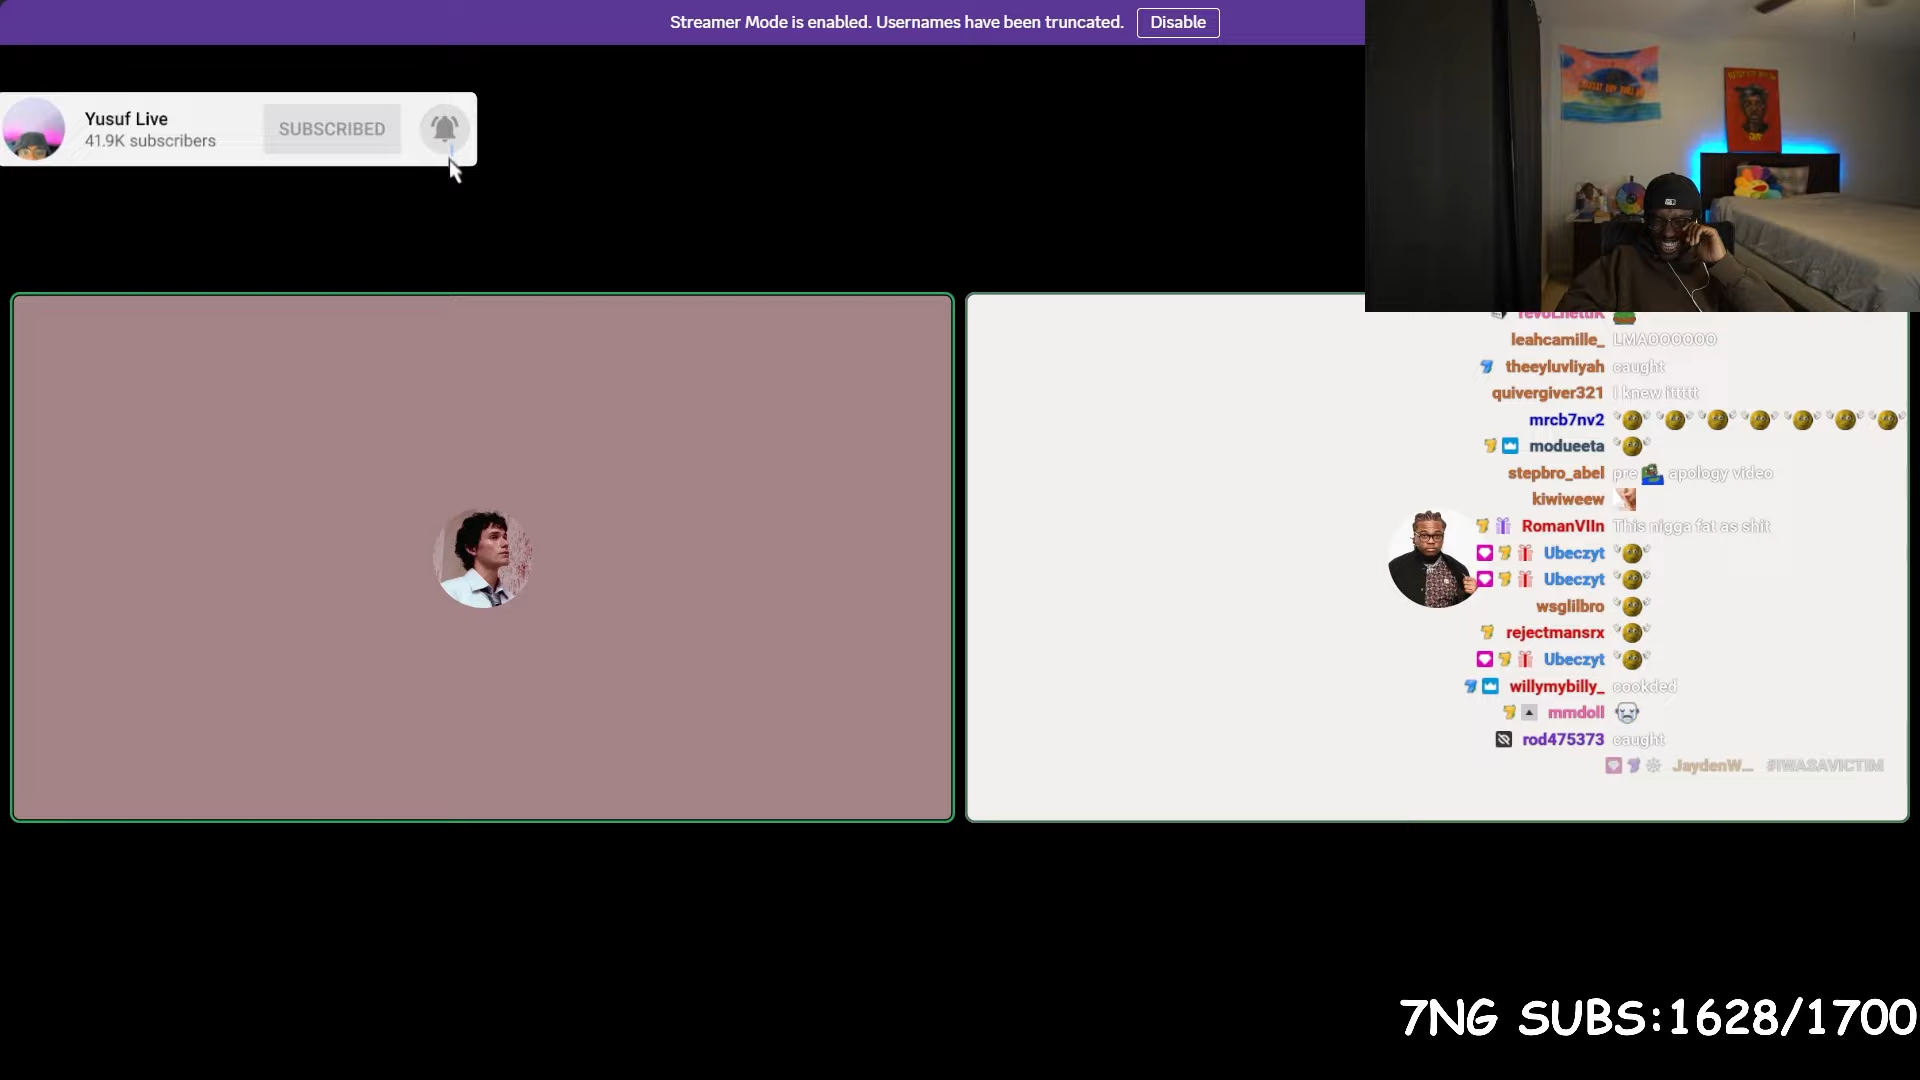 Streamer Mode is enabled. Usernames have been truncated. Disable
Yusuf Live
41.9K subscribers
SUBSCRIBED
leahcamille_ LMAOOOOOO
theeyluvliyah caught
quivergiver321 I knew itttttt
mrcb7nv2
modueeta
stepbro_abel pre apology video
kiwiweew
RomanVIIn This nigga fat as shit
Ubeczyt
Ubeczyt
wsglilbro
rejectmansrx
Ubeczyt
willymybilly_ cookded
mmdoll
rod475373 caught
JaydenW... #IWASAVICTIM
7NG SUBS:1628/1700